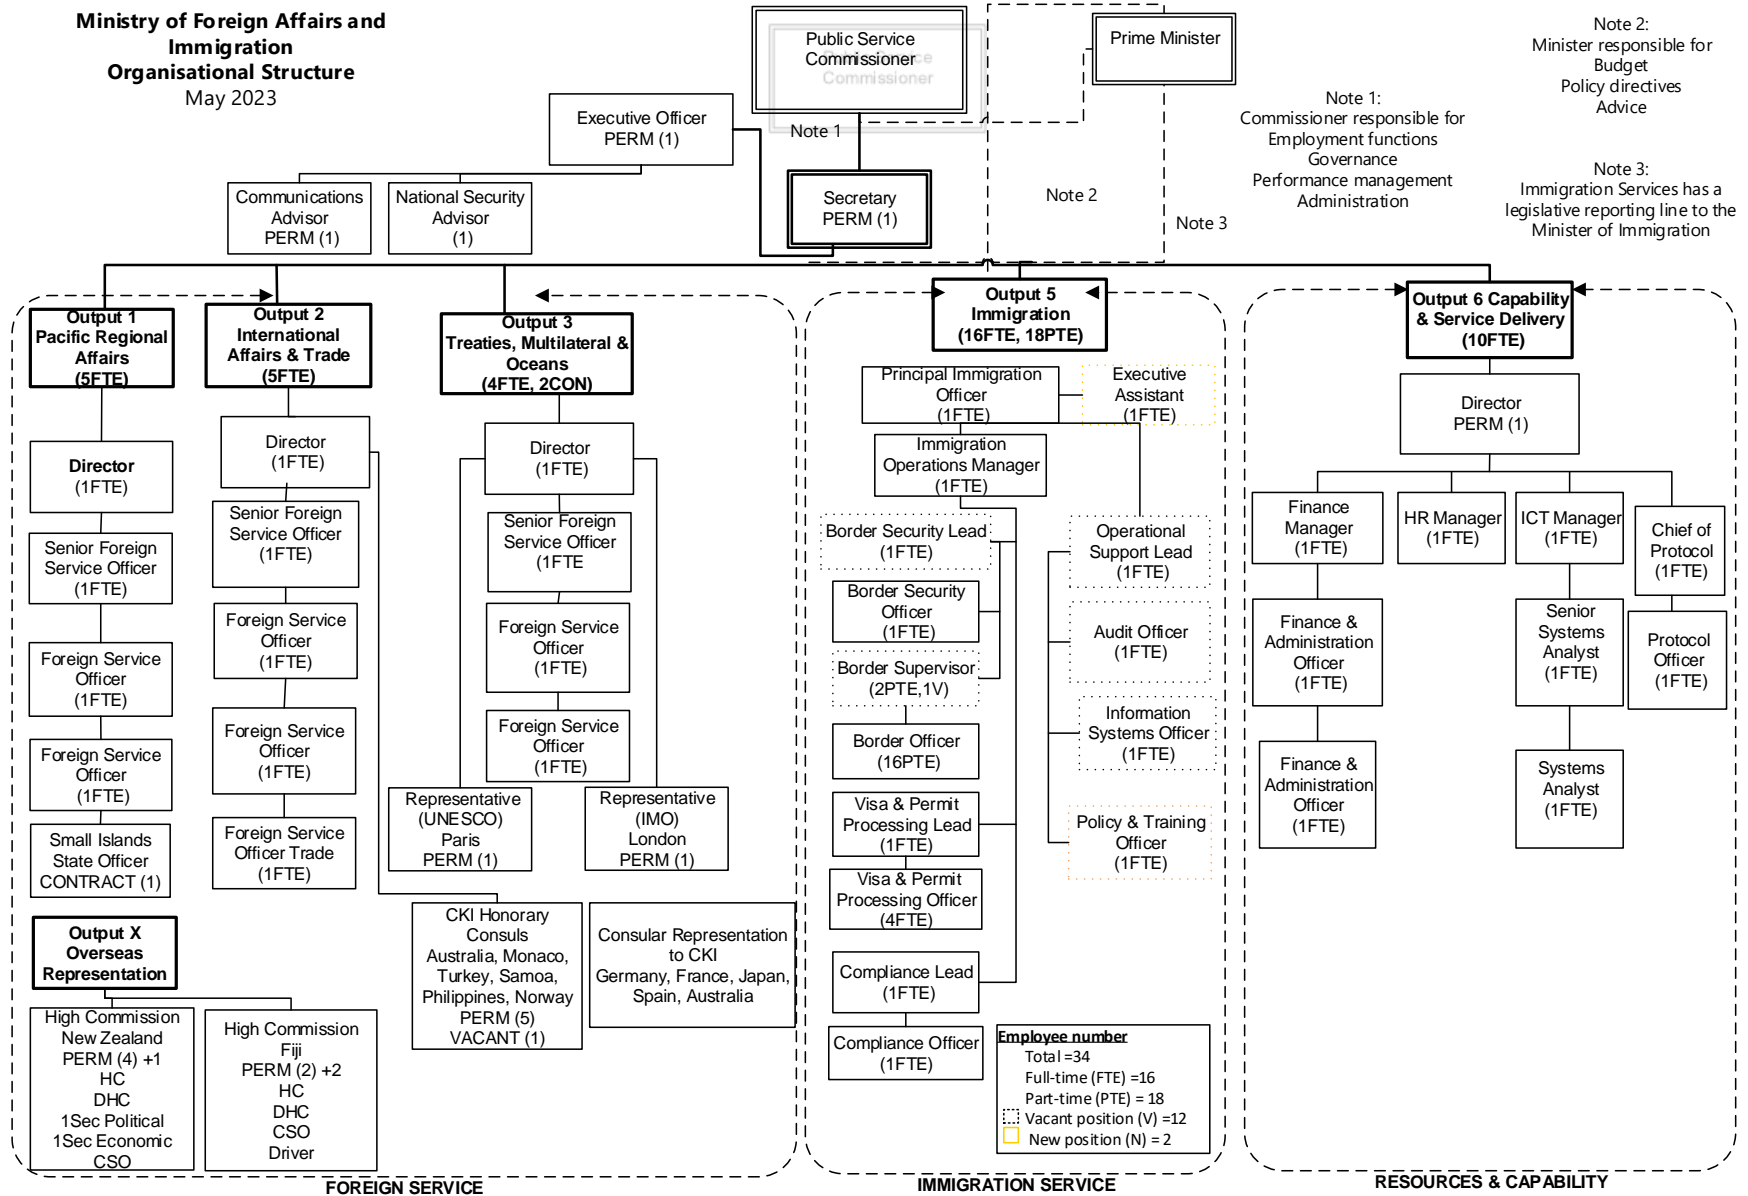 Ministry of Foreign Affairs and
Immigration
Organisational Structure
May 2023
Public Service
Commissioner
Public Service
Commissioner
Prime Minister
Note 2:
Minister responsible for
Budget
Policy directives
Advice
Note 1:
Commissioner responsible for
Employment functions
Governance
Performance management
Administration
Note 3:
Immigration Services has a
legislative reporting line to the
Minister of Immigration
Executive Officer
PERM (1)
Note 1
Communications
Advisor
PERM (1)
National Security
Advisor
(1)
Secretary
PERM (1)
Note 2
Note 3
Output 1
Pacific Regional
Affairs
(5FTE)
Output 2
International
Affairs & Trade
(5FTE)
Output 3
Treaties, Multilateral &
Oceans
(4FTE, 2CON)
Output 5
Immigration
(16FTE, 18PTE)
Output 6 Capability
& Service Delivery
(10FTE)
Director
(1FTE)
Senior Foreign
Service Officer
(1FTE)
Foreign Service
Officer
(1FTE)
Foreign Service
Officer
(1FTE)
Small Islands
State Officer
CONTRACT (1)
Director
(1FTE)
Senior Foreign
Service Officer
(1FTE)
Foreign Service
Officer
(1FTE)
Foreign Service
Officer
(1FTE)
Foreign Service
Officer Trade
(1FTE)
Director
(1FTE)
Senior Foreign
Service Officer
(1FTE
Foreign Service
Officer
(1FTE)
Foreign Service
Officer
(1FTE)
Representative
(UNESCO)
Paris
PERM (1)
Representative
(IMO)
London
PERM (1)
CKI Honorary
Consuls
Australia, Monaco,
Turkey, Samoa,
Philippines, Norway
PERM (5)
VACANT (1)
Consular Representation
to CKI
Germany, France, Japan,
Spain, Australia
Output X
Overseas
Representation
High Commission
New Zealand
PERM (4) +1
HC
DHC
1Sec Political
1Sec Economic
CSO
High Commission
Fiji
PERM (2) +2
HC
DHC
CSO
Driver
FOREIGN SERVICE
Principal Immigration
Officer
(1FTE)
Executive
Assistant
(1FTE)
Immigration
Operations Manager
(1FTE)
Border Security Lead
(1FTE)
Border Security
Officer
(1FTE)
Border Supervisor
(2PTE,1V)
Border Officer
(16PTE)
Visa & Permit
Processing Lead
(1FTE)
Visa & Permit
Processing Officer
(4FTE)
Compliance Lead
(1FTE)
Compliance Officer
(1FTE)
Operational
Support Lead
(1FTE)
Audit Officer
(1FTE)
Information
Systems Officer
(1FTE)
Policy & Training
Officer
(1FTE)
Employee number
Total =34
Full-time (FTE) =16
Part-time (PTE) = 18
Vacant position (V) =12
New position (N) = 2
IMMIGRATION SERVICE
Director
PERM (1)
Finance
Manager
(1FTE)
HR Manager
(1FTE)
ICT Manager
(1FTE)
Chief of
Protocol
(1FTE)
Finance &
Administration
Officer
(1FTE)
Senior
Systems
Analyst
(1FTE)
Protocol
Officer
(1FTE)
Finance &
Administration
Officer
(1FTE)
Systems
Analyst
(1FTE)
RESOURCES & CAPABILITY